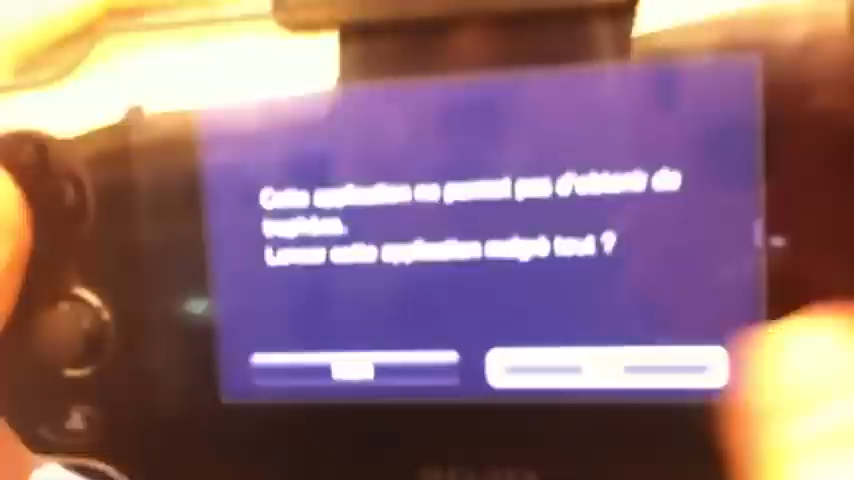 Cette application ne permet pas d'obtenir de
trophées.
Lancer cette application malgré tout ?